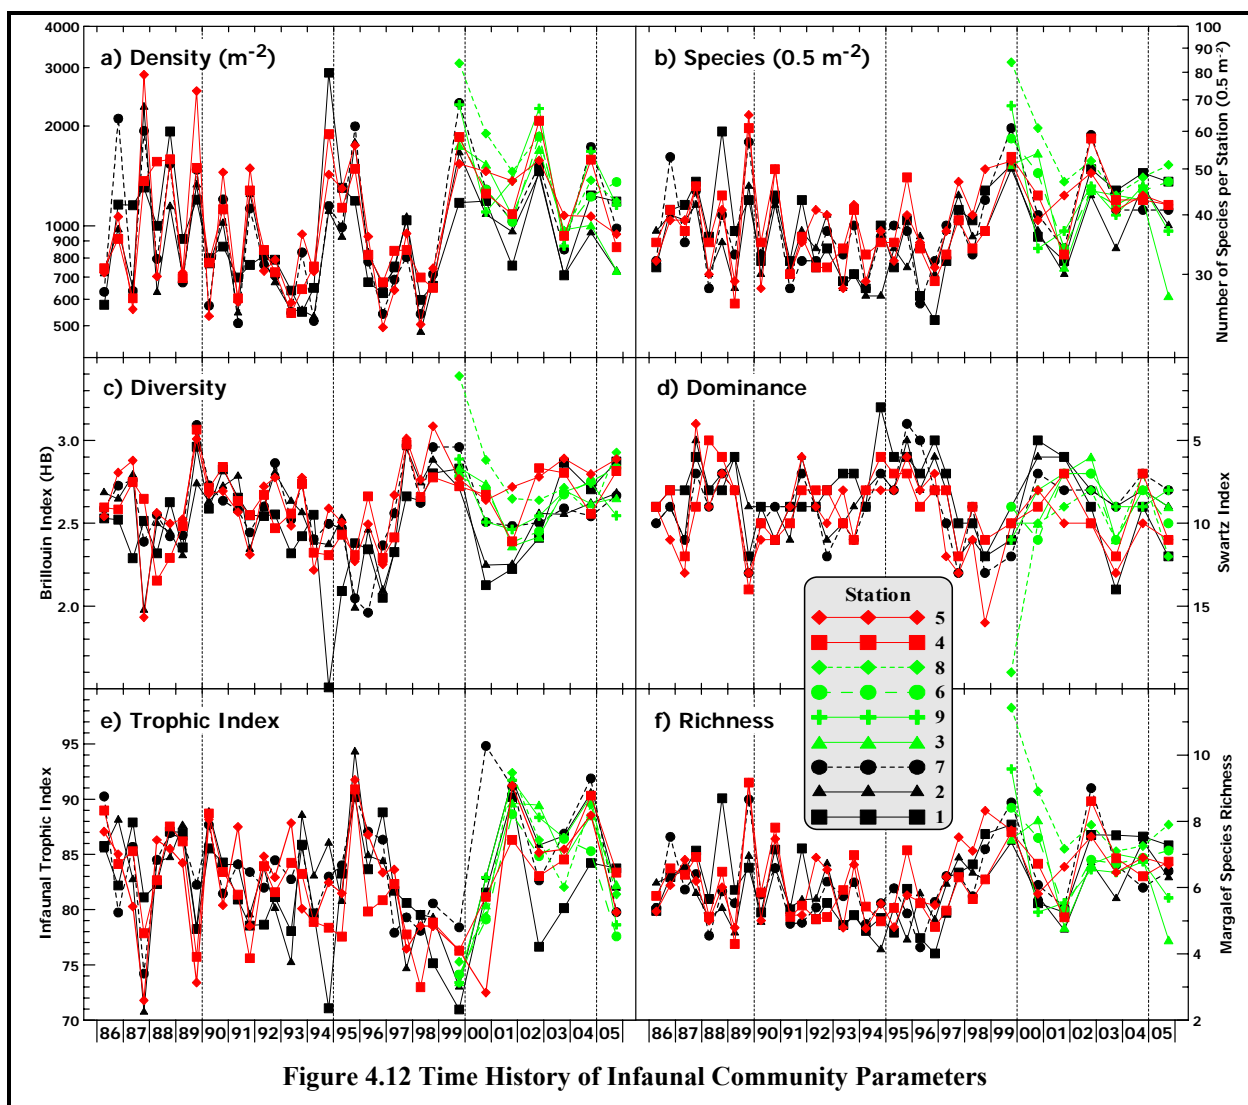 a) Density (m-2)
4000
3000
2000
1000
900
800
700
600
500
b) Species (0.5 m-2)
100
90
80
70
60
50
40
30
Number of Species per Station (0.5 m-2)
c) Diversity
3.0
2.5
2.0
Brillouin Index (HB)
d) Dominance
5
10
15
Swartz Index
Station
5
4
8
6
9
3
7
2
1
e) Trophic Index
95
90
85
80
75
70
Infaunal Trophic Index
f) Richness
10
8
6
4
2
Margalef Species Richness
86 87 88 89 90 91 92 93 94 95 96 97 98 99 00 01 02 03 04 05
86 87 88 89 90 91 92 93 94 95 96 97 98 99 00 01 02 03 04 05
Figure 4.12 Time History of Infaunal Community Parameters